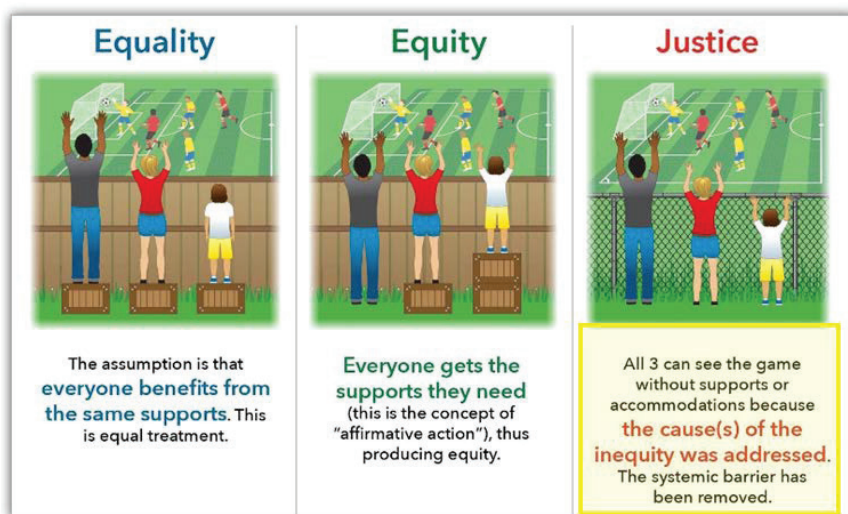 Equality
The assumption is that
everyone benefits from
the same supports. This
is equal treatment.
Equity
Everyone gets the
supports they need
(this is the concept of
"affirmative action"), thus
producing equity.
Justice
All 3 can see the game
without supports or
accommodations because
the cause(s) of the
inequity was addressed.
The systemic barrier has
been removed.